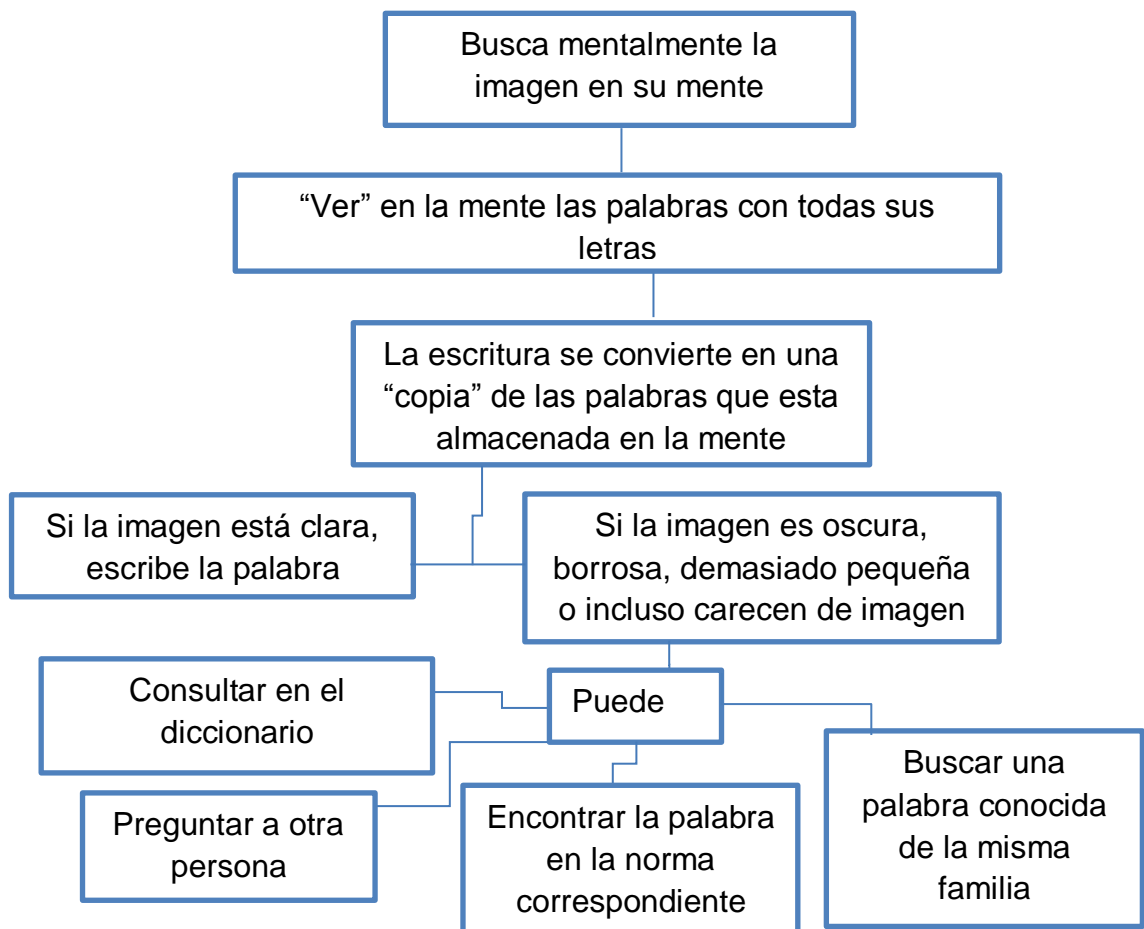 Busca mentalmente la
imagen en su mente
“Ver” en la mente las palabras con todas sus
letras
La escritura se convierte en una
“copia” de las palabras que esta
almacenada en la mente
Si la imagen está clara,
escribe la palabra
Si la imagen es oscura,
borrosa, demasiado pequeña
o incluso carecen de imagen
Consultar en el
diccionario
Puede
Preguntar a otra
persona
Encontrar la palabra
en la norma
correspondiente
Buscar una
palabra conocida
de la misma
familia